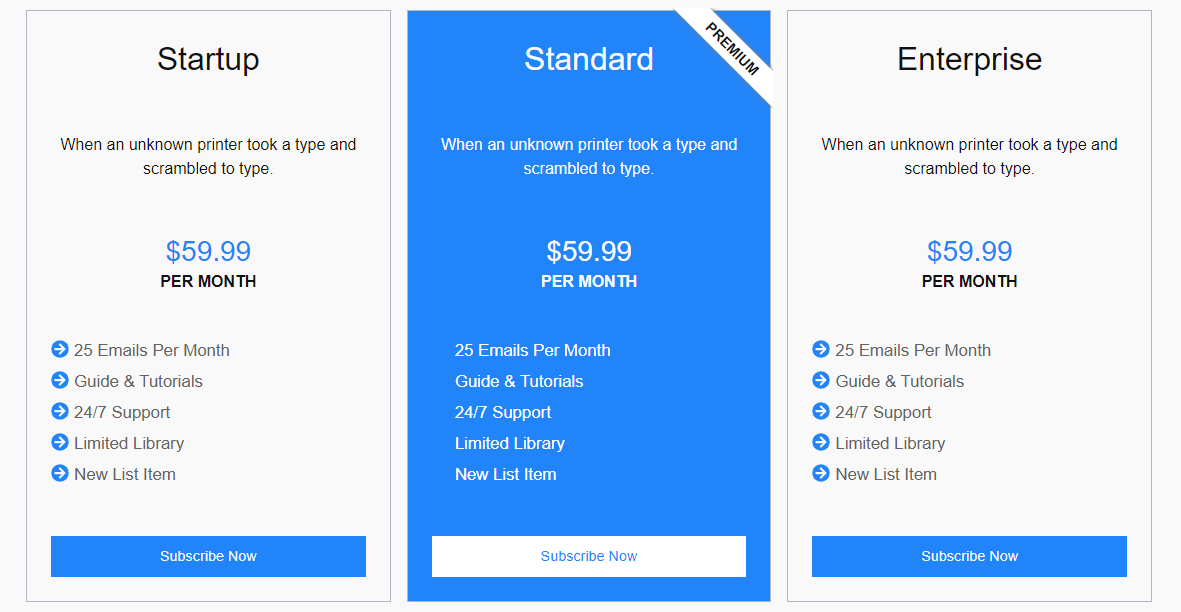 Startup
When an unknown printer took a type and
scrambled to type.
$59.99
PER MONTH
25 Emails Per Month
Guide & Tutorials
24/7 Support
Limited Library
New List Item
Subscribe Now
Standard
PREMIUM
When an unknown printer took a type and
scrambled to type.
$59.99
PER MONTH
25 Emails Per Month
Guide & Tutorials
24/7 Support
Limited Library
New List Item
Subscribe Now
Enterprise
When an unknown printer took a type and
scrambled to type.
$59.99
PER MONTH
25 Emails Per Month
Guide & Tutorials
24/7 Support
Limited Library
New List Item
Subscribe Now